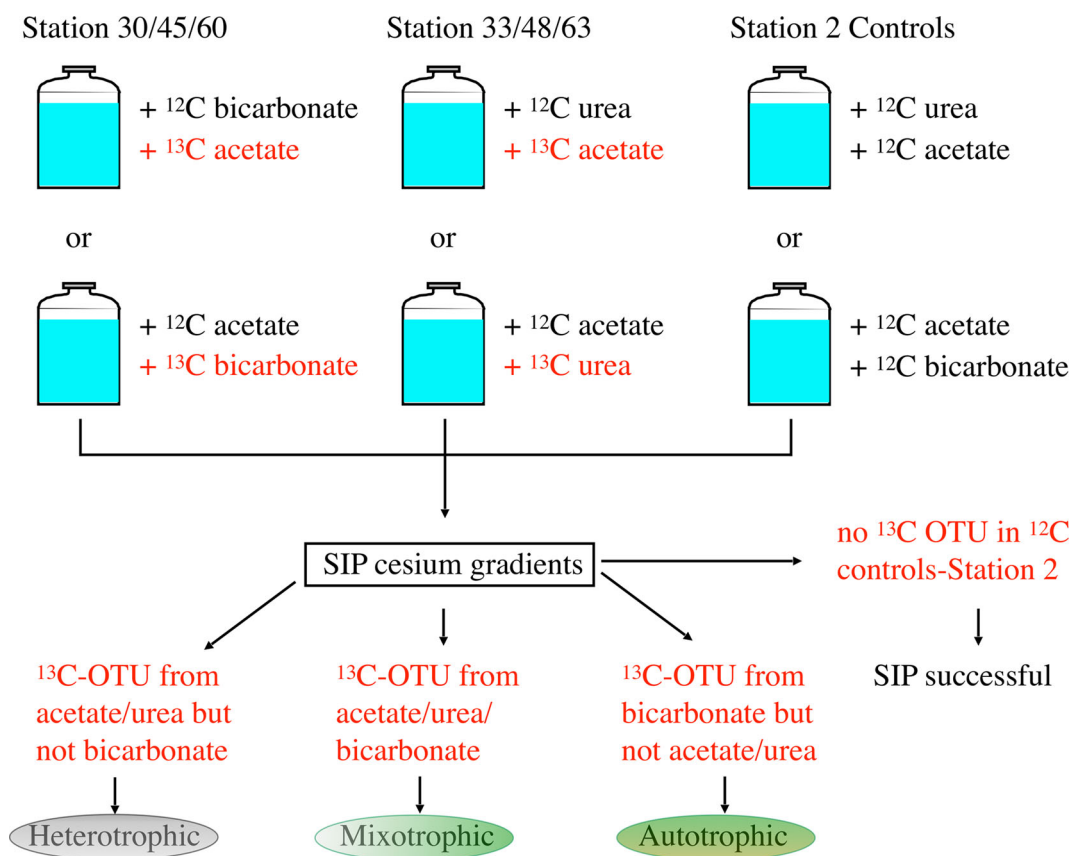 Station 30/45/60
Station 33/48/63
Station 2 Controls
+ ¹²C bicarbonate
+ ¹³C acetate
+ ¹²C urea
+ ¹³C acetate
+ ¹²C urea
+ ¹²C acetate
or
or
or
+ ¹²C acetate
+ ¹³C bicarbonate
+ ¹²C acetate
+ ¹³C urea
+ ¹²C acetate
+ ¹²C bicarbonate
SIP cesium gradients
no ¹³C OTU in ¹²C
controls-Station 2
SIP successful
¹³C-OTU from
acetate/urea but
not bicarbonate
¹³C-OTU from
acetate/urea/
bicarbonate
¹³C-OTU from
bicarbonate but
not acetate/urea
Heterotrophic
Mixotrophic
Autotrophic